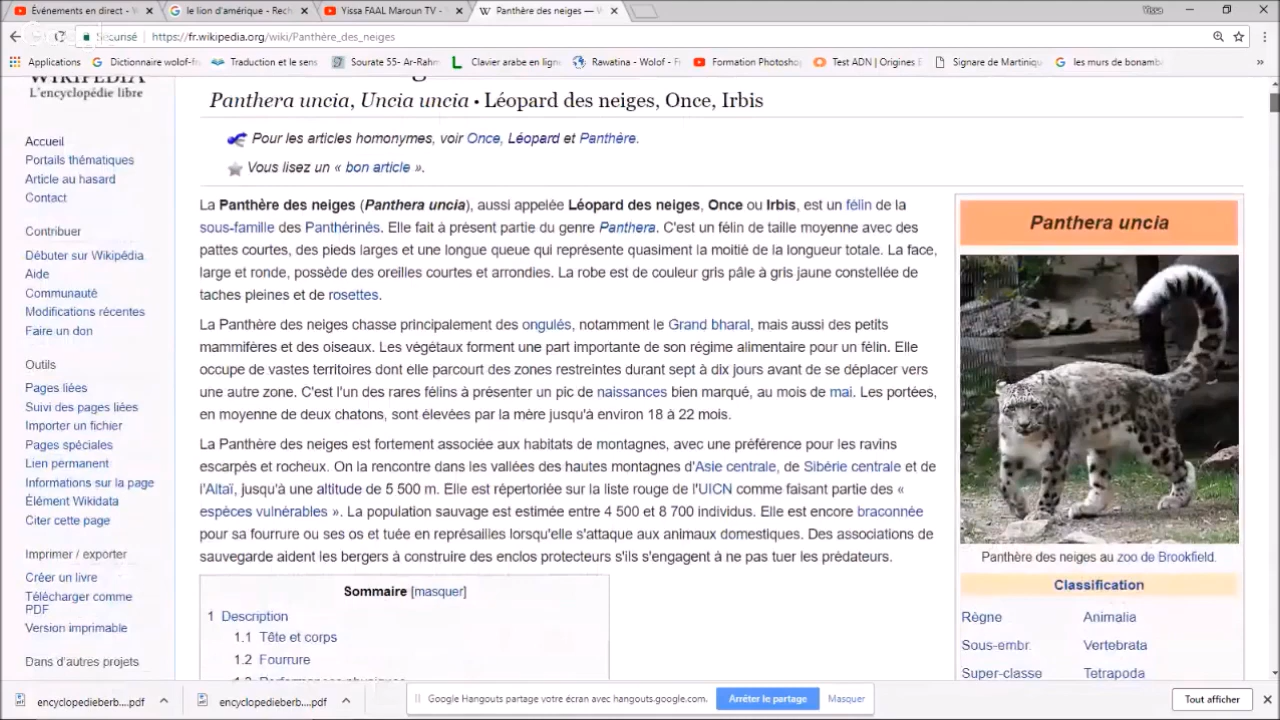 Événements en direct -
le lion d'amérique - Rech
Yissa FAAL Maroun TV -
Panthère des neiges —
Yissa
Sécurisé
https://fr.wikipedia.org/wiki/Panthère_des_neiges
Applications
Dictionnaire wolof-fr
Traduction et le sens
Sourate 55- Ar-Rahm
Clavier arabe en ligne
Rawatina - Wolof - Fr
Formation Photoshop
Test ADN | Origines E
Signare de Martiniqu
les murs de bonamb
»
WIKIPÉDIA
L'encyclopédie libre
Accueil
Portails thématiques
Article au hasard
Contact
Contribuer
Débuter sur Wikipédia
Aide
Communauté
Modifications récentes
Faire un don
Outils
Pages liées
Suivi des pages liées
Importer un fichier
Pages spéciales
Lien permanent
Informations sur la page
Élément Wikidata
Citer cette page
Imprimer / exporter
Créer un livre
Télécharger comme
PDF
Version imprimable
Dans d'autres projets
Panthera uncia, Uncia uncia • Léopard des neiges, Once, Irbis
Pour les articles homonymes, voir Once, Léopard et Panthère.
Vous lisez un « bon article ».
La Panthère des neiges (Panthera uncia), aussi appelée Léopard des neiges, Once ou Irbis, est un félin de la
sous-famille des Panthérinés. Elle fait à présent partie du genre Panthera. C'est un félin de taille moyenne avec des
pattes courtes, des pieds larges et une longue queue qui représente quasiment la moitié de la longueur totale. La face,
large et ronde, possède des oreilles courtes et arrondies. La robe est de couleur gris pâle à gris jaune constellée de
taches pleines et de rosettes.
La Panthère des neiges chasse principalement des ongulés, notamment le Grand bharal, mais aussi des petits
mammifères et des oiseaux. Les végétaux forment une part importante de son régime alimentaire pour un félin. Elle
occupe de vastes territoires dont elle parcourt des zones restreintes durant sept à dix jours avant de se déplacer vers
une autre zone. C'est l'un des rares félins à présenter un pic de naissances bien marqué, au mois de mai. Les portées,
en moyenne de deux chatons, sont élevées par la mère jusqu'à environ 18 à 22 mois.
La Panthère des neiges est fortement associée aux habitats de montagnes, avec une préférence pour les ravins
escarpés et rocheux. On la rencontre dans les vallées des hautes montagnes d'Asie centrale, de Sibérie centrale et de
l'Altaï, jusqu'à une altitude de 5 500 m. Elle est répertoriée sur la liste rouge de l'UICN comme faisant partie des «
espèces vulnérables ». La population sauvage est estimée entre 4 500 et 8 700 individus. Elle est encore braconnée
pour sa fourrure ou ses os et tuée en représailles lorsqu'elle s'attaque aux animaux domestiques. Des associations de
sauvegarde aident les bergers à construire des enclos protecteurs s'ils s'engagent à ne pas tuer les prédateurs.
Sommaire [masquer]
1 Description
1.1 Tête et corps
1.2 Fourrure
Panthera uncia
Panthère des neiges au zoo de Brookfield.
Classification
Règne Animalia
Sous-embr. Vertebrata
Super-classe Tetrapoda
encyclopedieberb....pdf
encyclopedieberb....pdf
Google Hangouts partage votre écran avec hangouts.google.com.
Arrêter le partage
Masquer
Tout afficher